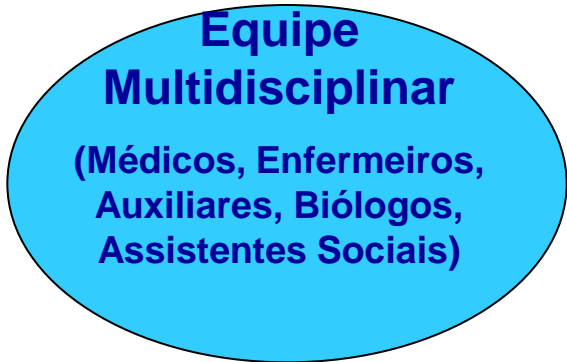 Equipe
Multidisciplinar
(Médicos, Enfermeiros,
Auxiliares, Biólogos,
Assistentes Sociais)